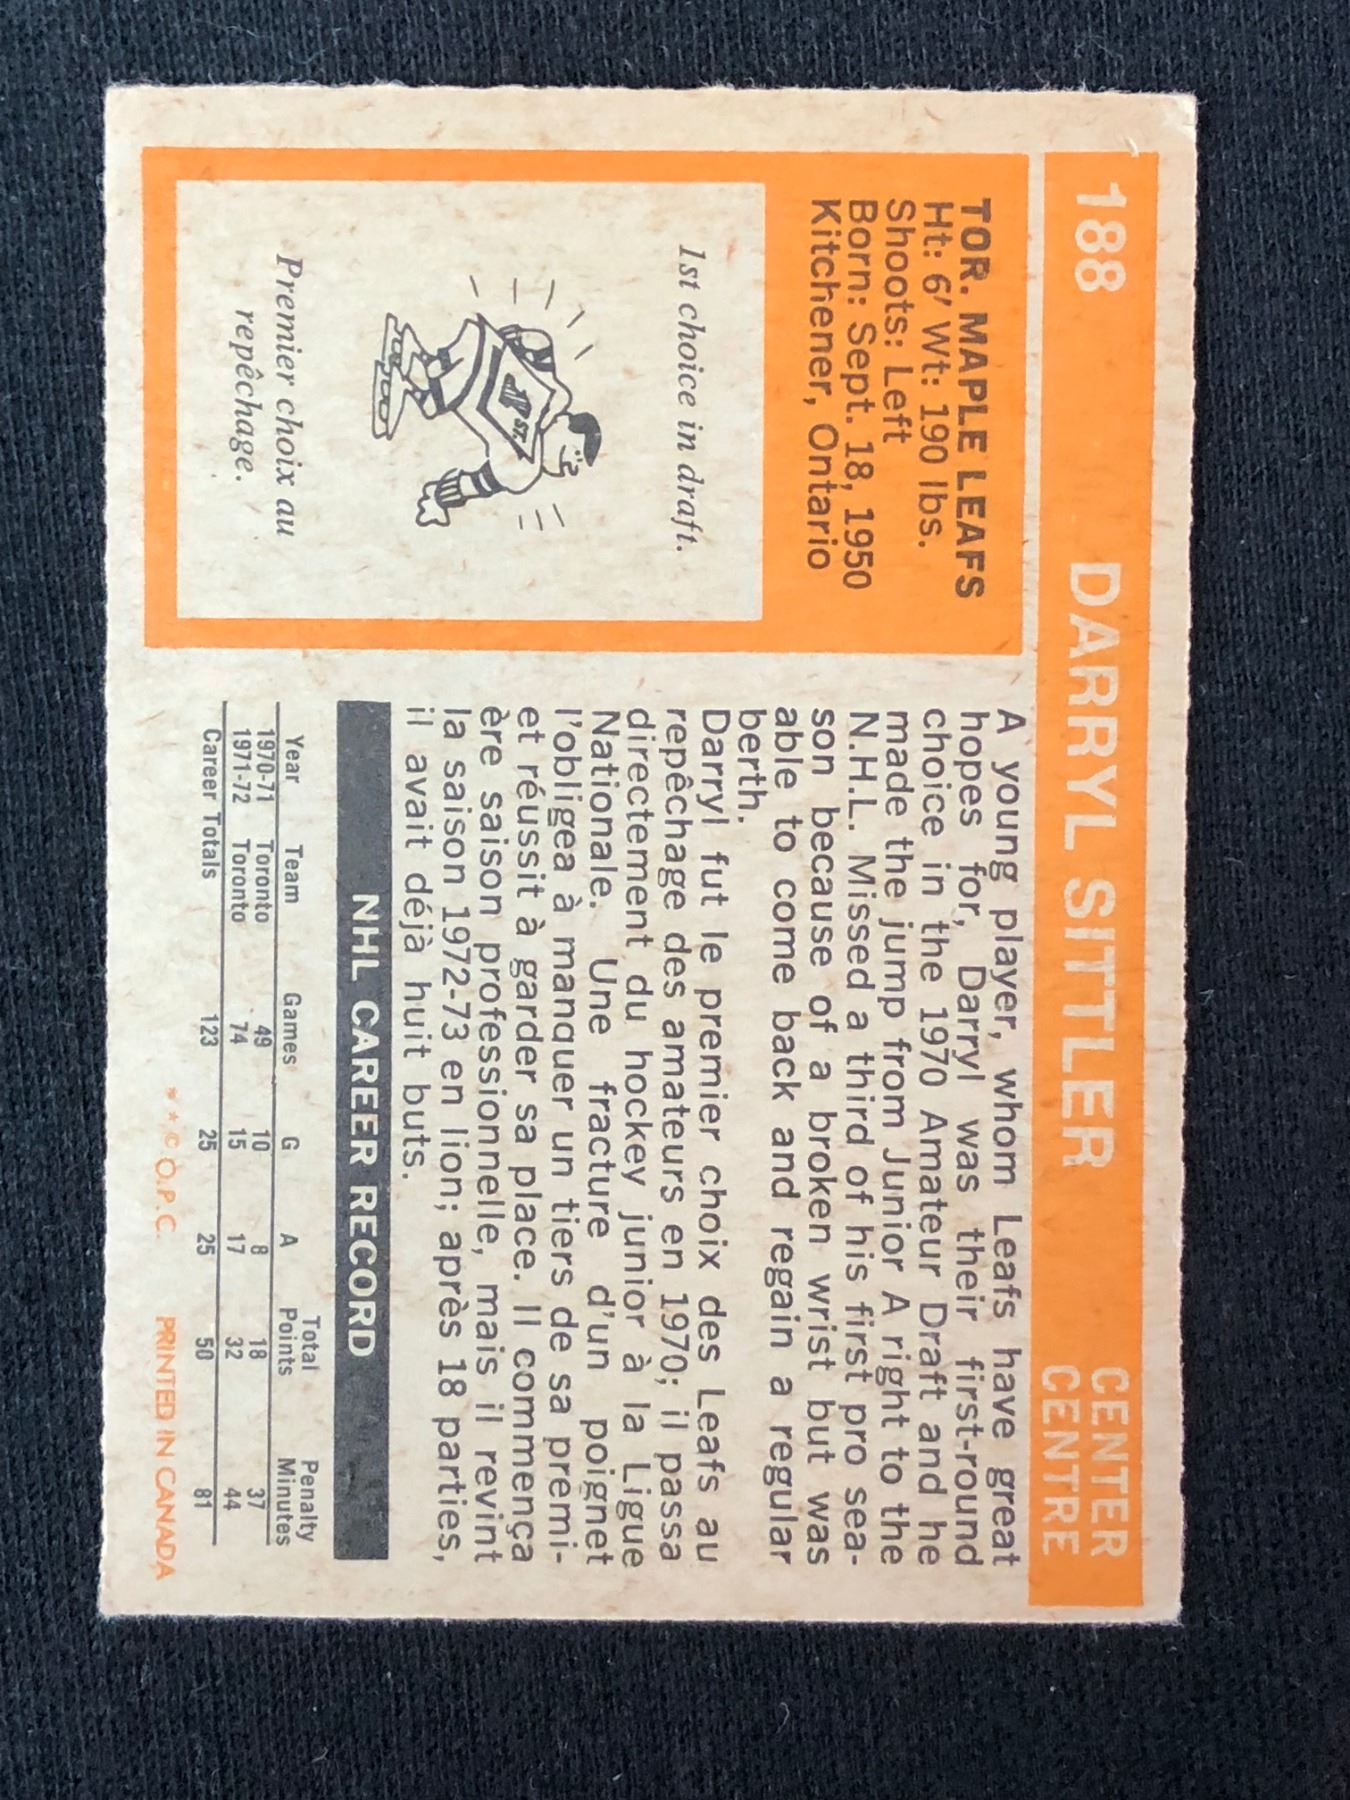 188 DARRYL SITTLER CENTER
CENTRE
TOR. MAPLE LEAFS
Ht: 6' Wt: 190 lbs.
Shoots: Left
Born: Sept. 18, 1950
Kitchener, Ontario
1st choice in draft.
1ST.
Premier choix au
repêchage.
A young player, whom Leafs have great
hopes for, Darryl was their first-round
choice in the 1970 Amateur Draft and he
made the jump from Junior A right to the
N.H.L. Missed a third of his first pro sea-
son because of a broken wrist but was
able to come back and regain a regular
berth.
Darryl fut le premier choix des Leafs au
repêchage des amateurs en 1970; il passa
directement du hockey junior à la Ligue
Nationale. Une fracture d'un poignet
l'obligea à manquer un tiers de sa premi-
ère saison professionnelle, mais il revint
et réussit à garder sa place. Il commença
la saison 1972-73 en lion; après 18 parties,
il avait déjà huit buts.
NHL CAREER RECORD
Year Team Games G A Total Points Penalty Minutes
1970-71 Toronto 49 10 8 18 37
1971-72 Toronto 74 15 17 32 44
Career Totals 123 25 25 50 81
* * © O.P.C. PRINTED IN CANADA